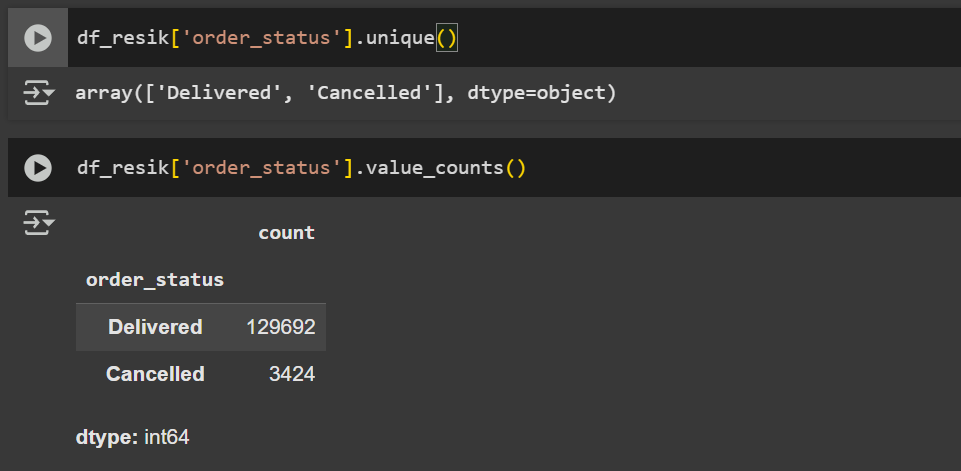 df_resik['order_status'].unique()
array(['Delivered', 'Cancelled'], dtype=object)
df_resik['order_status'].value_counts()
count
order_status
Delivered 129692
Cancelled 3424
dtype: int64